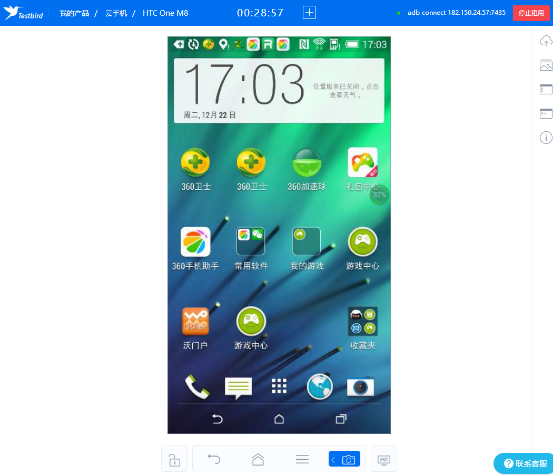 Testbird
我的产品 / 云手机 / HTC One M8
00:28:57
adb connect 182.150.24.57:7435
停止租用
17:03
17:03
位置服务已关闭。点击
查看天气。
周二, 12月 22 日
360卫士
360卫士
360加速球
37%
360手机助手
常用软件
我的游戏
游戏中心
沃门户
游戏中心
收藏夹
联系客服